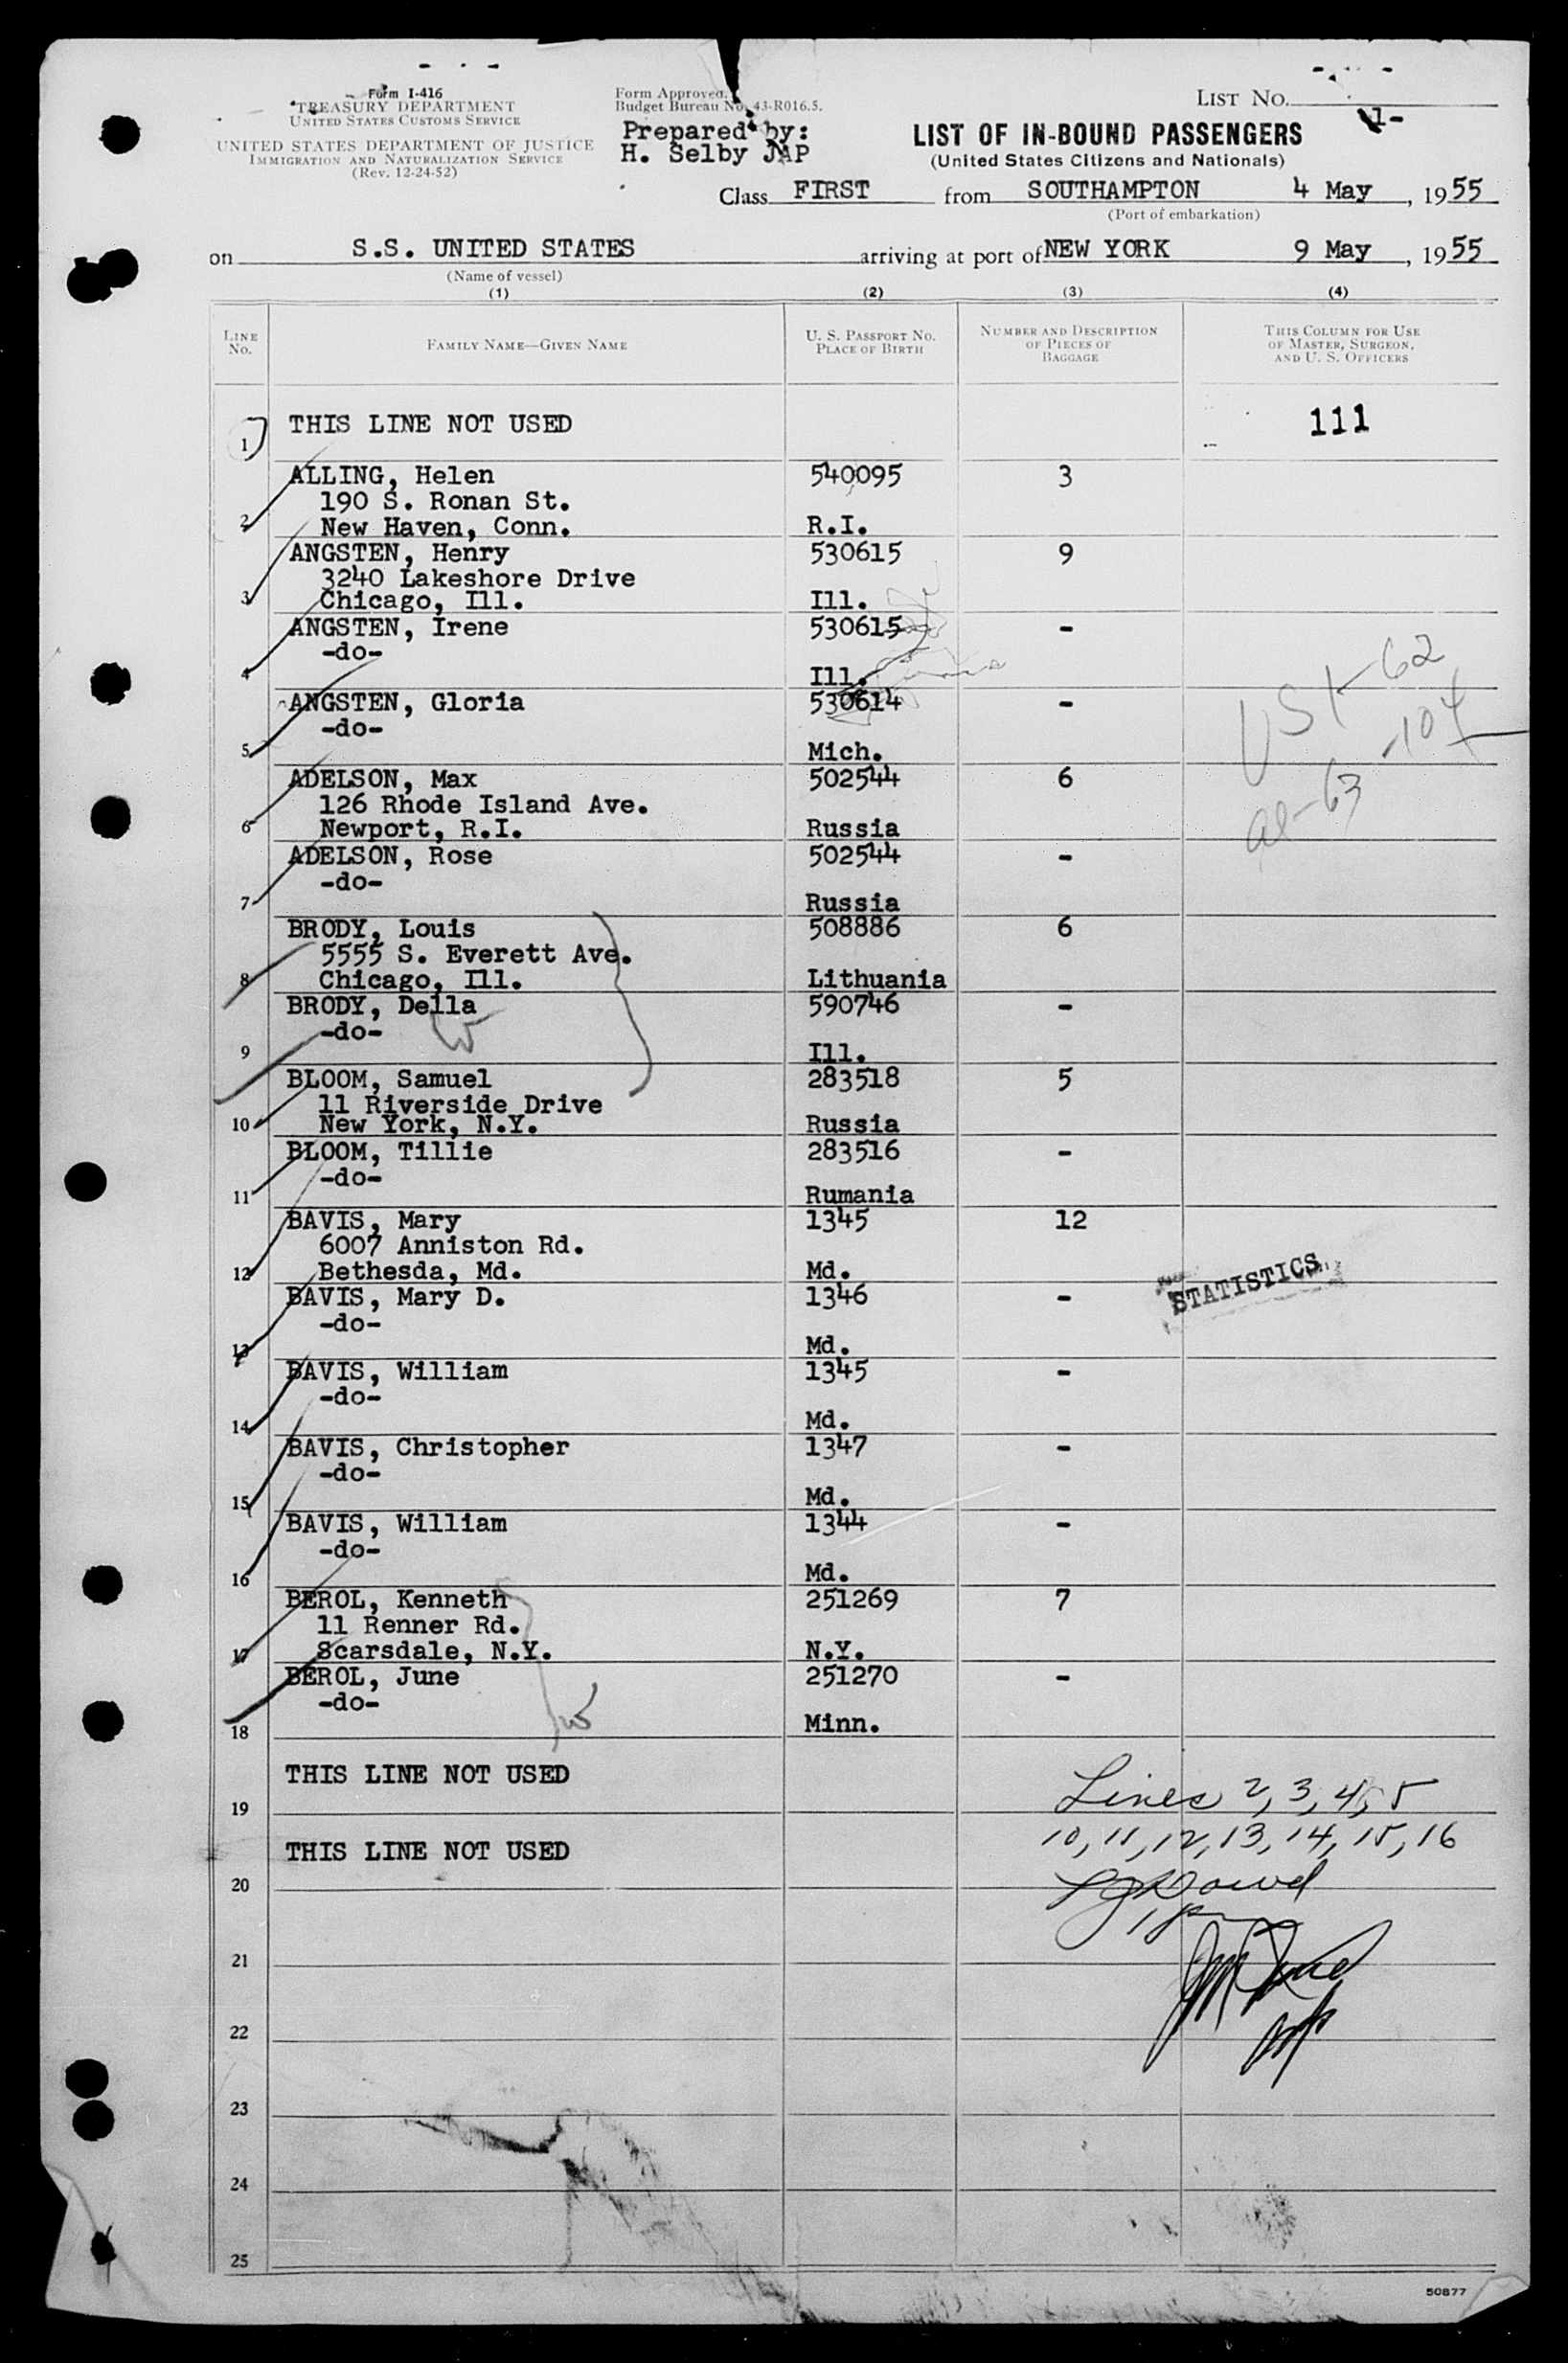 Form I-416
TREASURY DEPARTMENT
UNITED STATES CUSTOMS SERVICE
UNITED STATES DEPARTMENT OF JUSTICE
IMMIGRATION AND NATURALIZATION SERVICE
(Rev. 12-24-52)
Form Approved.
Budget Bureau No. 43-R016.5.
Prepared by:
H. Selby JAP
LIST NO.
-1-
LIST OF IN-BOUND PASSENGERS
(United States Citizens and Nationals)
Class FIRST from SOUTHAMPTON 4 May, 1955
(Port of embarkation)
on S.S. UNITED STATES arriving at port of NEW YORK 9 May, 1955
(Name of vessel)
(1) (2) (3) (4)
LINE NO. FAMILY NAME—GIVEN NAME U. S. PASSPORT NO. PLACE OF BIRTH NUMBER AND DESCRIPTION OF PIECES OF BAGGAGE THIS COLUMN FOR USE OF MASTER, SURGEON, AND U. S. OFFICERS
1 THIS LINE NOT USED 111
ALLING, Helen 540095 3
190 S. Ronan St.
2 New Haven, Conn. R.I.
ANGSTEN, Henry 530615 9
3240 Lakeshore Drive
3 Chicago, Ill. Ill.
ANGSTEN, Irene 530615 -
-do-
4 Ill.
ANGSTEN, Gloria 530614 -
-do-
5 Mich.
USA-62
-104
al-63
ADELSON, Max 502544 6
126 Rhode Island Ave.
6 Newport, R.I. Russia
ADELSON, Rose 502544 -
-do-
7 Russia
BRODY, Louis 508886 6
5555 S. Everett Ave.
8 Chicago, Ill. Lithuania
BRODY, Della 590746 -
-do-
9 Ill.
BLOOM, Samuel 283518 5
11 Riverside Drive
10 New York, N.Y. Russia
BLOOM, Tillie 283516 -
-do-
11 Rumania
BAVIS, Mary 1345 12
6007 Anniston Rd.
12 Bethesda, Md. Md.
STATISTICS
BAVIS, Mary D. 1346 -
-do-
13 Md.
BAVIS, William 1345 -
-do-
14 Md.
BAVIS, Christopher 1347 -
-do-
15 Md.
BAVIS, William 1344 -
-do-
16 Md.
BEROL, Kenneth 251269 7
11 Renner Rd.
17 Scarsdale, N.Y. N.Y.
BEROL, June 251270 -
-do-
18 Minn.
19 THIS LINE NOT USED
Lines 2, 3, 4, 5
10, 11, 12, 13, 14, 15, 16
20 THIS LINE NOT USED
21
22
23
24
25
50877